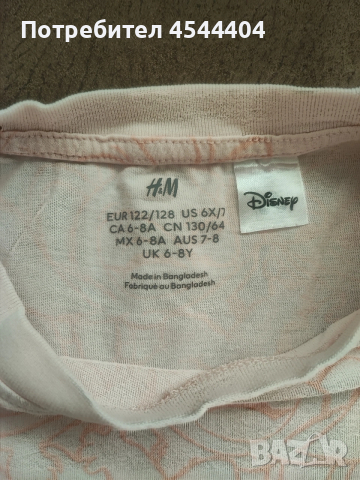 Потребител 4544404
H&M
Disney
EUR 122/128 US 6X/7
CA 6-8A CN 130/64
MX 6-8A AUS 7-8
UK 6-8Y
Made in Bangladesh
Fabriqué au Bangladesh
BAZAR